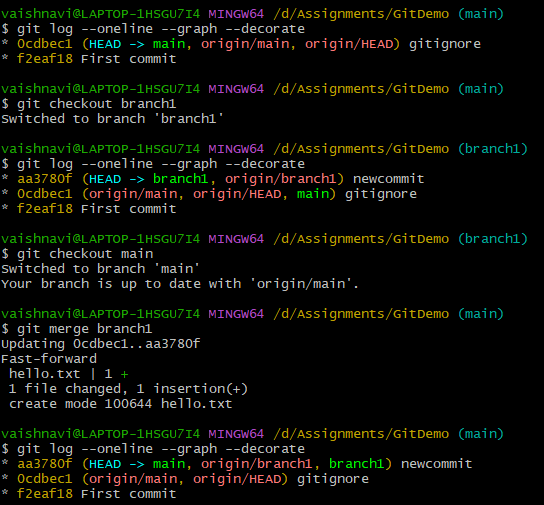 vaishnavi@LAPTOP-1HSGU7I4 MINGW64 /d/Assignments/GitDemo (main)
$ git log --oneline --graph --decorate
* 0cdbec1 (HEAD -> main, origin/main, origin/HEAD) gitignore
* f2eaf18 First commit

vaishnavi@LAPTOP-1HSGU7I4 MINGW64 /d/Assignments/GitDemo (main)
$ git checkout branch1
Switched to branch 'branch1'

vaishnavi@LAPTOP-1HSGU7I4 MINGW64 /d/Assignments/GitDemo (branch1)
$ git log --oneline --graph --decorate
* aa3780f (HEAD -> branch1, origin/branch1) newcommit
* 0cdbec1 (origin/main, origin/HEAD, main) gitignore
* f2eaf18 First commit

vaishnavi@LAPTOP-1HSGU7I4 MINGW64 /d/Assignments/GitDemo (branch1)
$ git checkout main
Switched to branch 'main'
Your branch is up to date with 'origin/main'.

vaishnavi@LAPTOP-1HSGU7I4 MINGW64 /d/Assignments/GitDemo (main)
$ git merge branch1
Updating 0cdbec1..aa3780f
Fast-forward
 hello.txt | 1 +
 1 file changed, 1 insertion(+)
 create mode 100644 hello.txt

vaishnavi@LAPTOP-1HSGU7I4 MINGW64 /d/Assignments/GitDemo (main)
$ git log --oneline --graph --decorate
* aa3780f (HEAD -> main, origin/branch1, branch1) newcommit
* 0cdbec1 (origin/main, origin/HEAD) gitignore
* f2eaf18 First commit